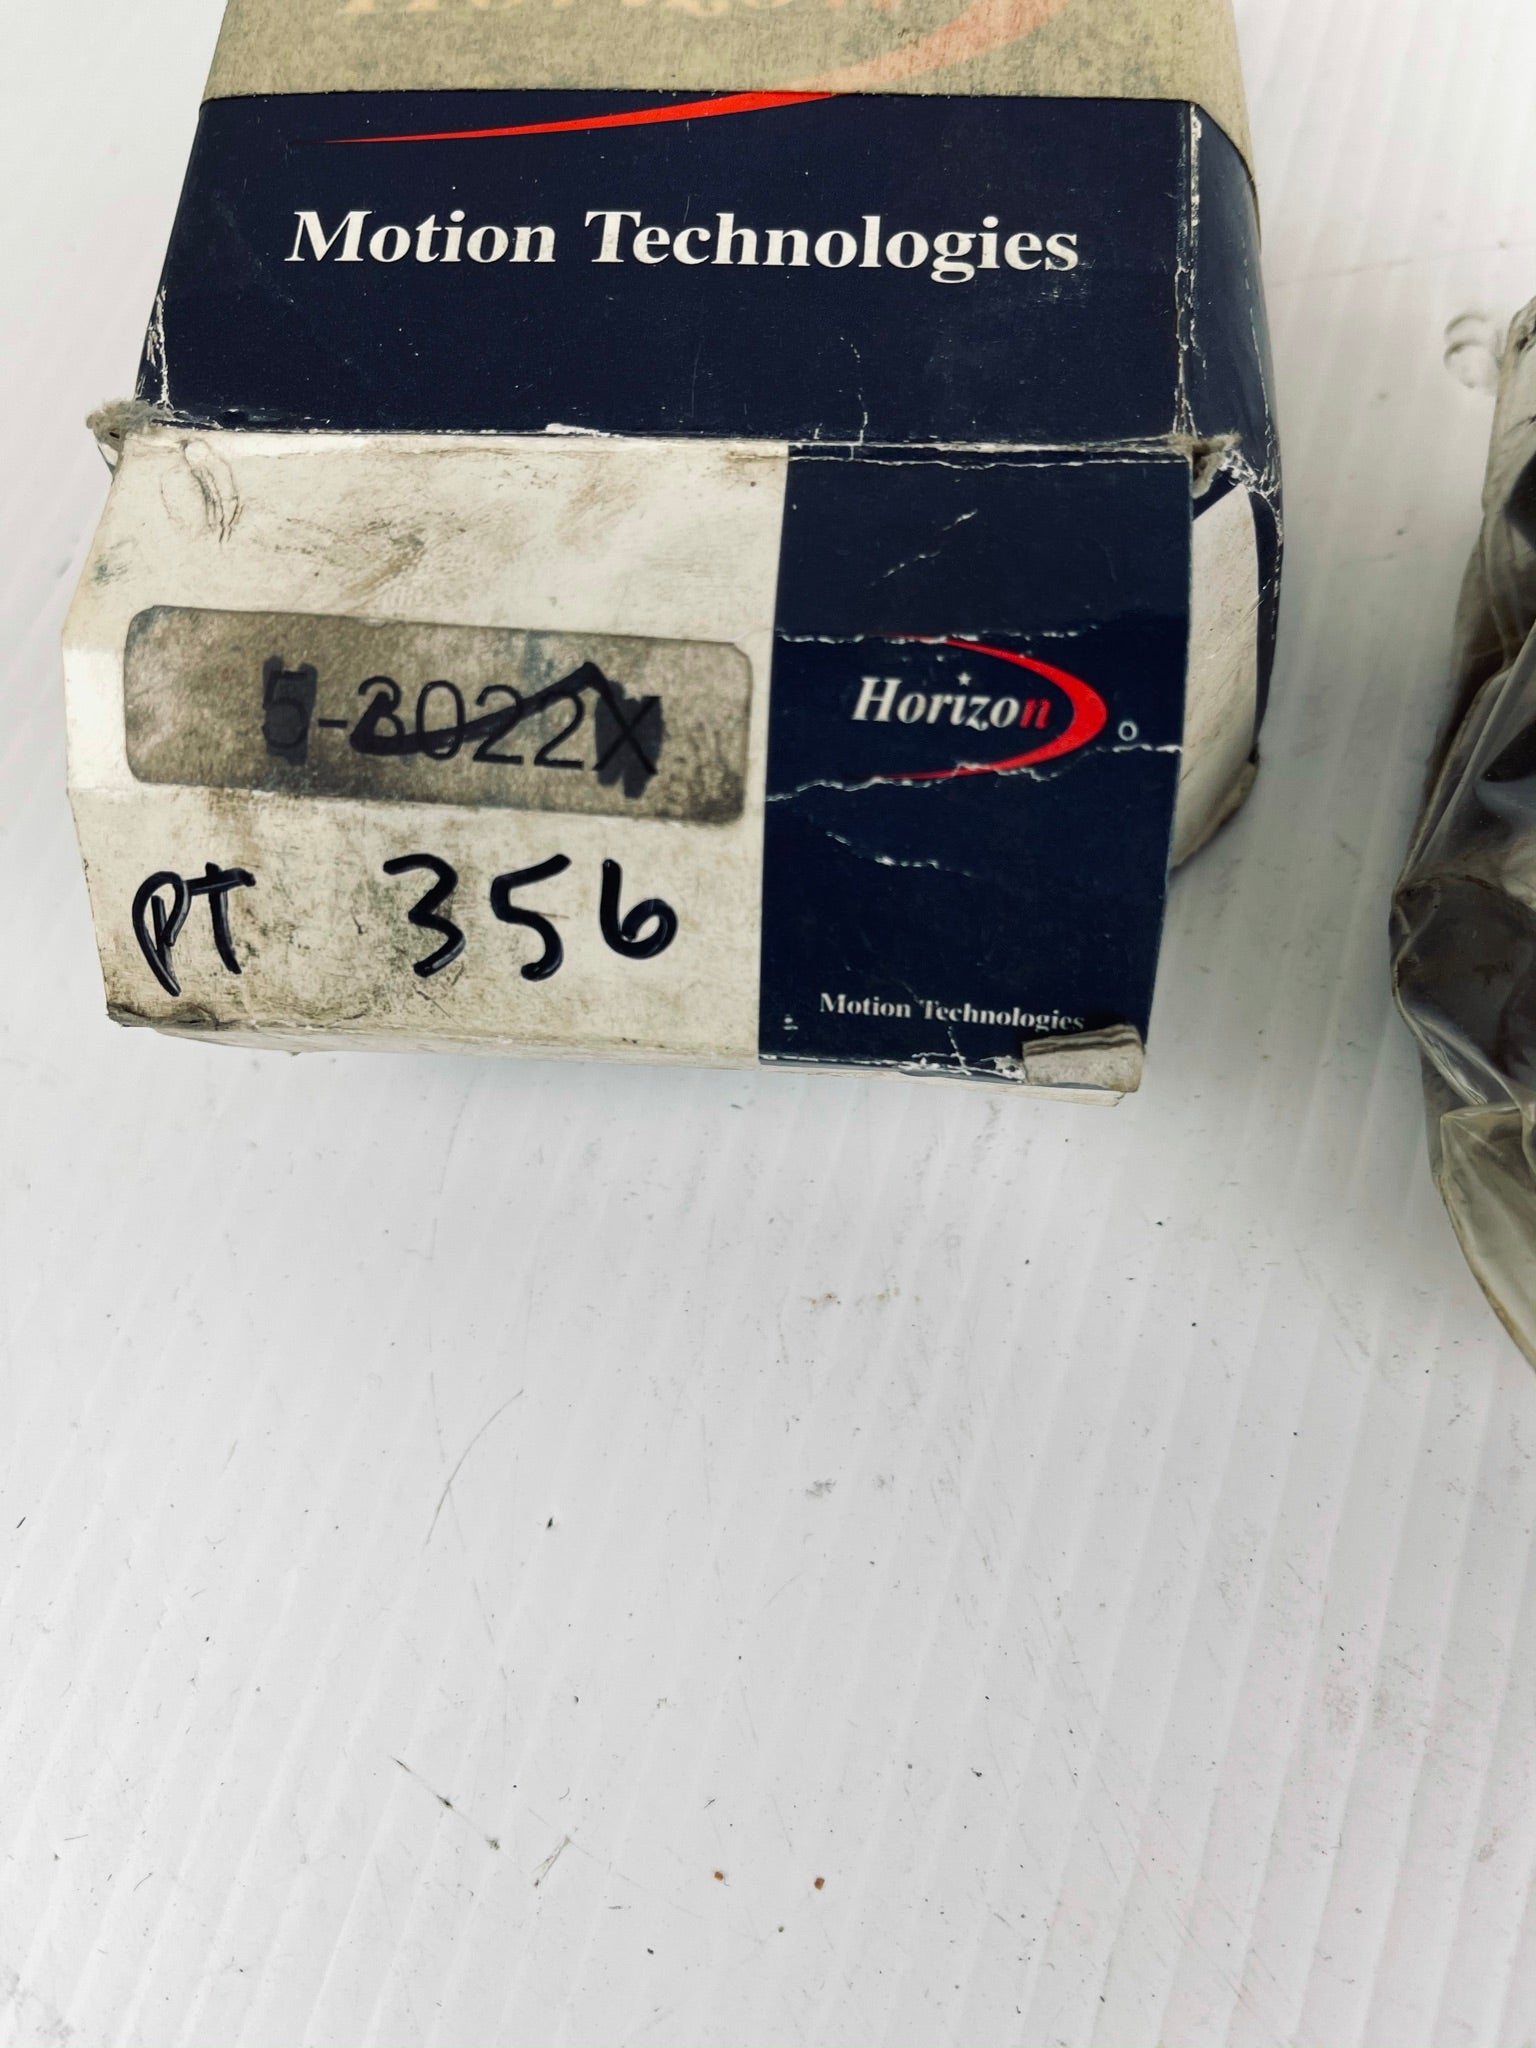 Motion Technologies
5-3022X
Horizon
PT 356
Motion Technologies